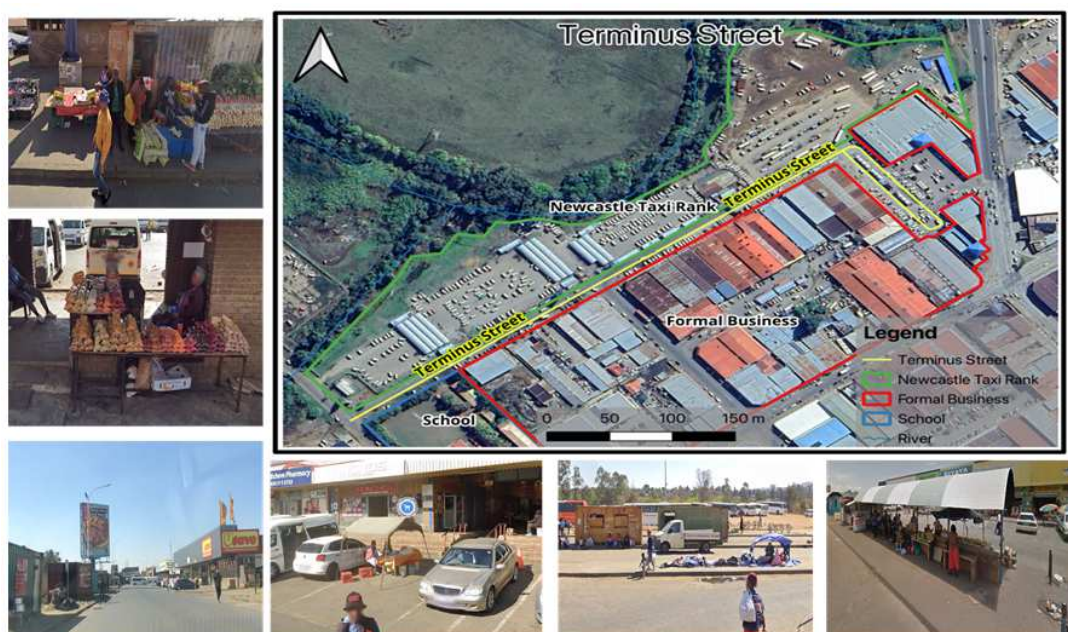 Terminus Street
Terminus Street
Newcastle Taxi Rank
Formal Business
Terminus Street
School
0 50 100 150 m
Legend
Terminus Street
Newcastle Taxi Rank
Formal Business
School
River
Pharmacy
Usave